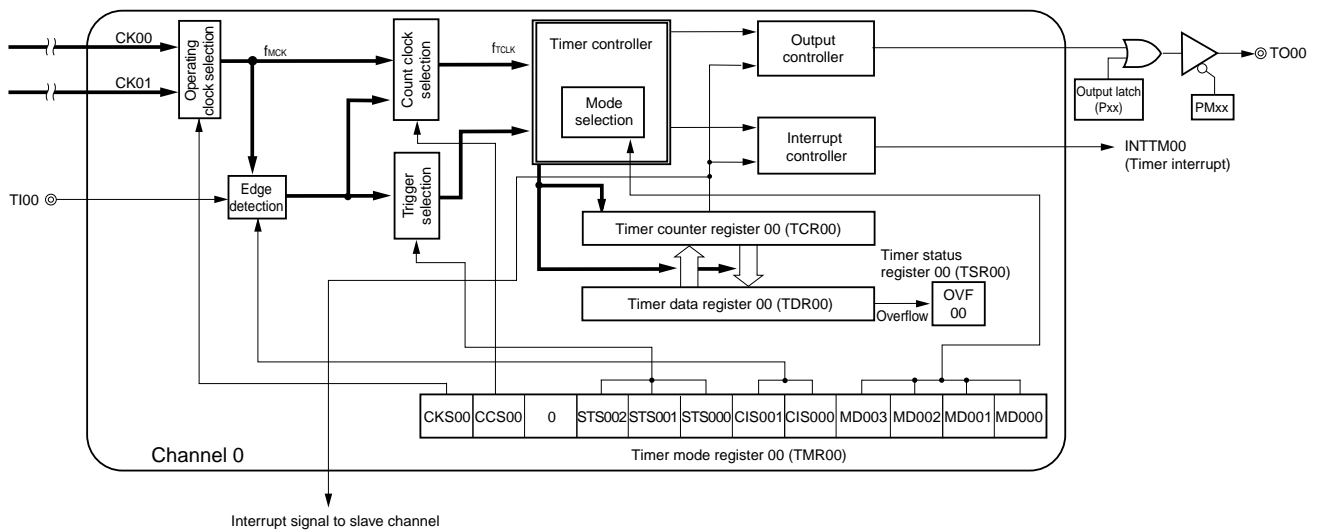 CK00
CK01
Operating
clock selection
fMCK
Count clock
selection
fTCLK
Timer controller
Mode
selection
Output
controller
Output latch
(Pxx)
PMxx
TO00
Interrupt
controller
INTTM00
(Timer interrupt)
TI00
Edge
detection
Trigger
selection
Timer counter register 00 (TCR00)
Timer status
register 00 (TSR00)
Timer data register 00 (TDR00)
Overflow
OVF
00
CKS00 CCS00 0 STS002 STS001 STS000 CIS001 CIS000 MD003 MD002 MD001 MD000
Channel 0
Timer mode register 00 (TMR00)
Interrupt signal to slave channel